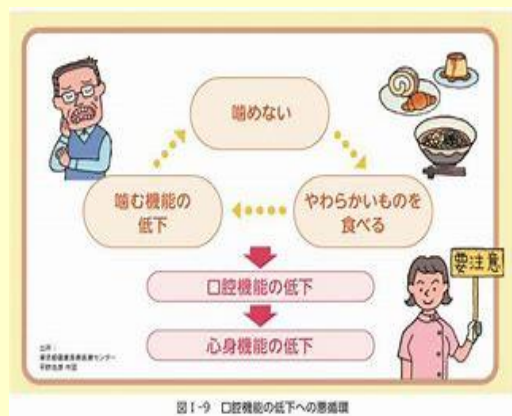 噛めない
噛む機能の
低下
やわらかいものを
食べる
要注意
口腔機能の低下
心身機能の低下
出所:
図Ⅰ-9 口腔機能の低下への悪循環